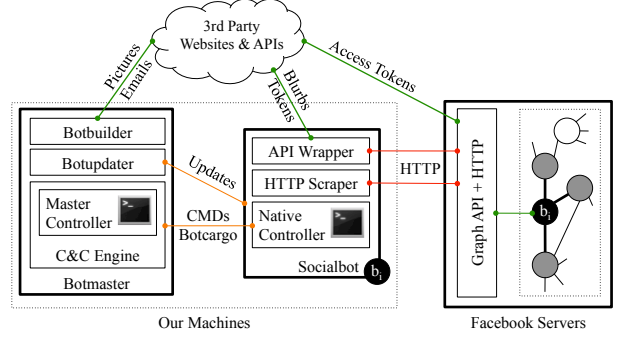 3rd Party
Websites & APIs
Pictures
Emails
Blurbs
Tokens
Access Tokens
Botbuilder
Botupdater
Master
Controller
C&C Engine
Botmaster
Updates
CMDs
Botcargo
API Wrapper
HTTP Scraper
Native
Controller
Socialbot
bi
HTTP
Graph API + HTTP
bi
Our Machines
Facebook Servers